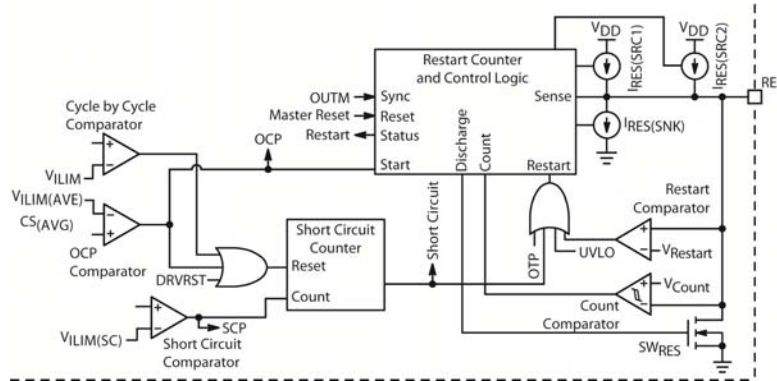 VDD
VDD
IRES(SRC1)
IRES(SRC2)
Restart Counter
and Control Logic
RE
OUTM
Sync
Sense
Master Reset
Reset
Restart
Status
IRES(SNK)
Cycle by Cycle
Comparator
OCP
Start
Discharge
Count
Restart
+
−
VILIM
VILIM(AVE)
−
CS(AVG)
+
OCP
Comparator
DRVRST
Short Circuit
Counter
Reset
Count
Short Circuit
OTP
UVLO
Restart
Comparator
+
−
VRestart
+
−
VCount
Count
Comparator
+
−
VILIM(SC)
SCP
Short Circuit
Comparator
SWRES